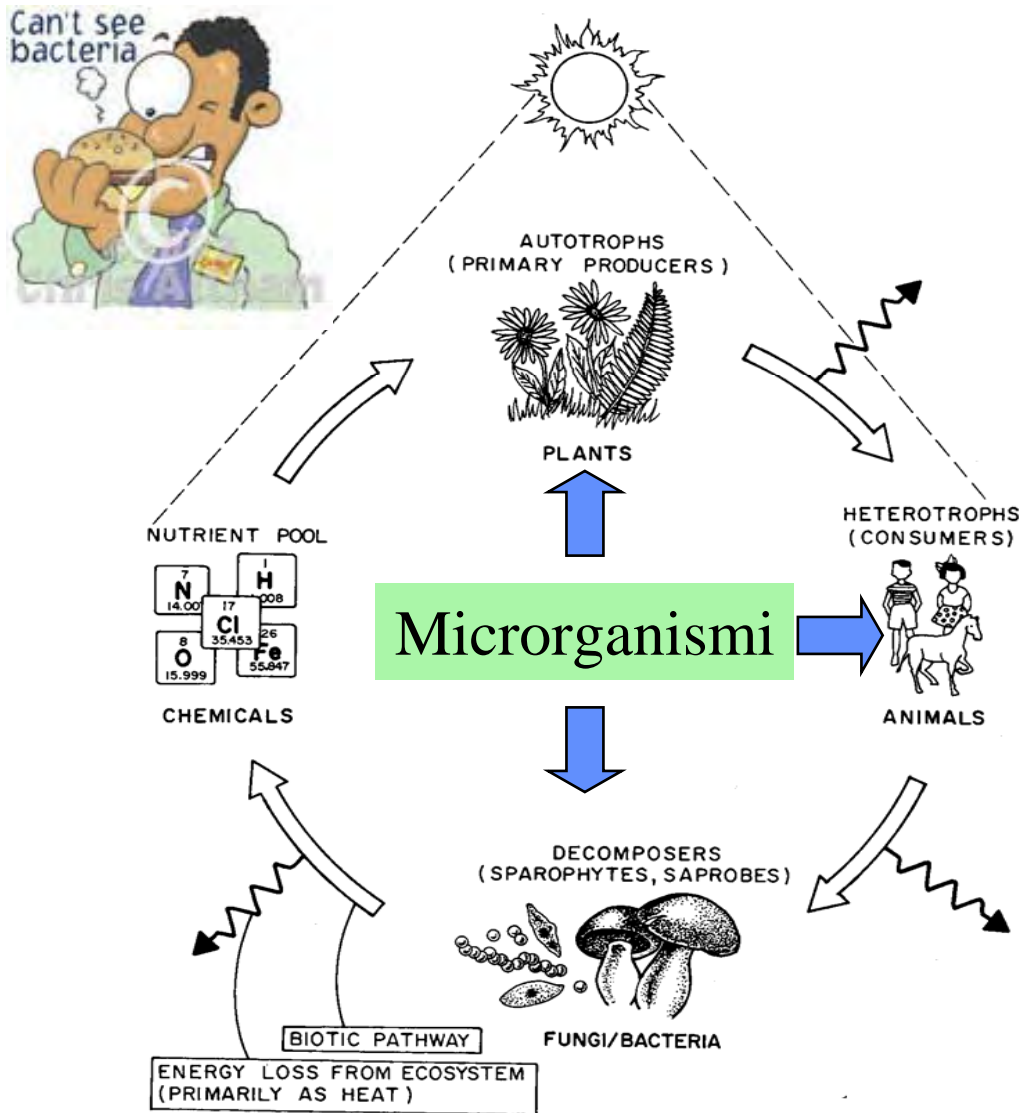 Can't see
bacteria
AUTOTROPHS
(PRIMARY PRODUCERS)
PLANTS
NUTRIENT POOL
7
N
14.00
1
H
.008
17
Cl
35.453
8
O
15.999
26
Fe
55.847
CHEMICALS
Microrganismi
HETEROTROPHS
(CONSUMERS)
ANIMALS
DECOMPOSERS
(SPAROPHYTES, SAPROBES)
FUNGI/BACTERIA
BIOTIC PATHWAY
ENERGY LOSS FROM ECOSYSTEM
(PRIMARILY AS HEAT)